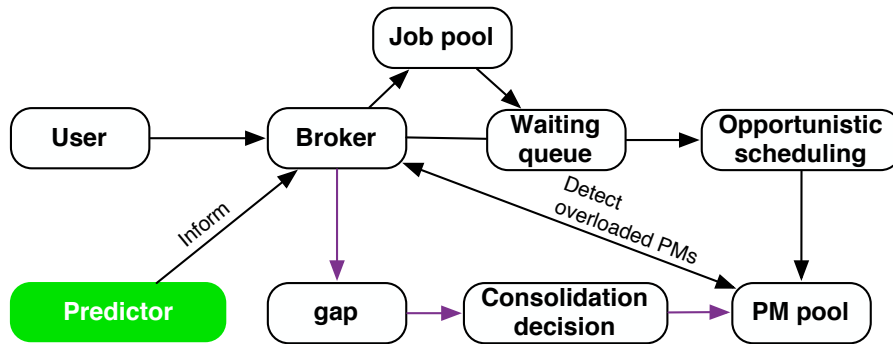 Job pool
User
Broker
Waiting
queue
Opportunistic
scheduling
Inform
Detect
overloaded PMs
Predictor
gap
Consolidation
decision
PM pool